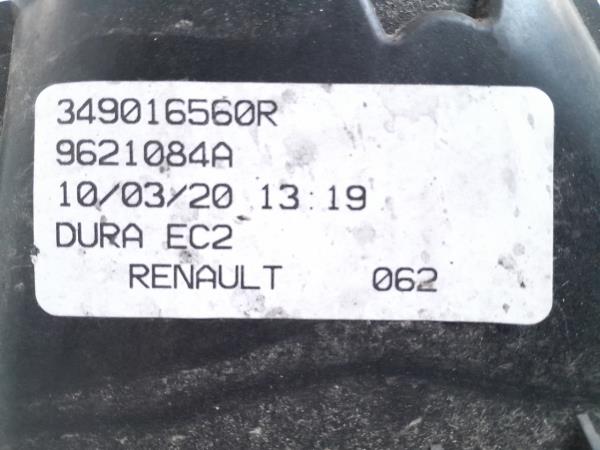 349016560R
9621084A
10/03/20 13:19
DURA EC2
RENAULT 062